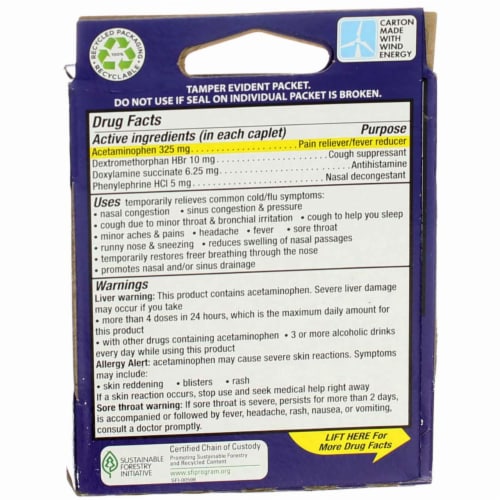 RECYCLED PACKAGING
100%
RECYCLABLE
CARTON
MADE
WITH
WIND
ENERGY
TAMPER EVIDENT PACKET.
DO NOT USE IF SEAL ON INDIVIDUAL PACKET IS BROKEN.
Drug Facts
Active ingredients (in each caplet) Purpose
Acetaminophen 325 mg ........................ Pain reliever/fever reducer
Dextromethorphan HBr 10 mg ........................ Cough suppressant
Doxylamine succinate 6.25 mg ........................ Antihistamine
Phenylephrine HCl 5 mg ........................ Nasal decongestant
Uses temporarily relieves common cold/flu symptoms:
• nasal congestion • sinus congestion & pressure
• cough due to minor throat & bronchial irritation • cough to help you sleep
• minor aches & pains • headache • fever • sore throat
• runny nose & sneezing • reduces swelling of nasal passages
• temporarily restores freer breathing through the nose
• promotes nasal and/or sinus drainage
Warnings
Liver warning: This product contains acetaminophen. Severe liver damage
may occur if you take
• more than 4 doses in 24 hours, which is the maximum daily amount for
this product
• with other drugs containing acetaminophen • 3 or more alcoholic drinks
every day while using this product
Allergy Alert: acetaminophen may cause severe skin reactions. Symptoms
may include:
• skin reddening • blisters • rash
If a skin reaction occurs, stop use and seek medical help right away
Sore throat warning: If sore throat is severe, persists for more than 2 days,
is accompanied or followed by fever, headache, rash, nausea, or vomiting,
consult a doctor promptly.
LIFT HERE For
More Drug Facts
SUSTAINABLE
FORESTRY
INITIATIVE
Certified Chain of Custody
Promoting Sustainable Forestry
and Recycled Content
www.sfiprogram.org
SFI-00598